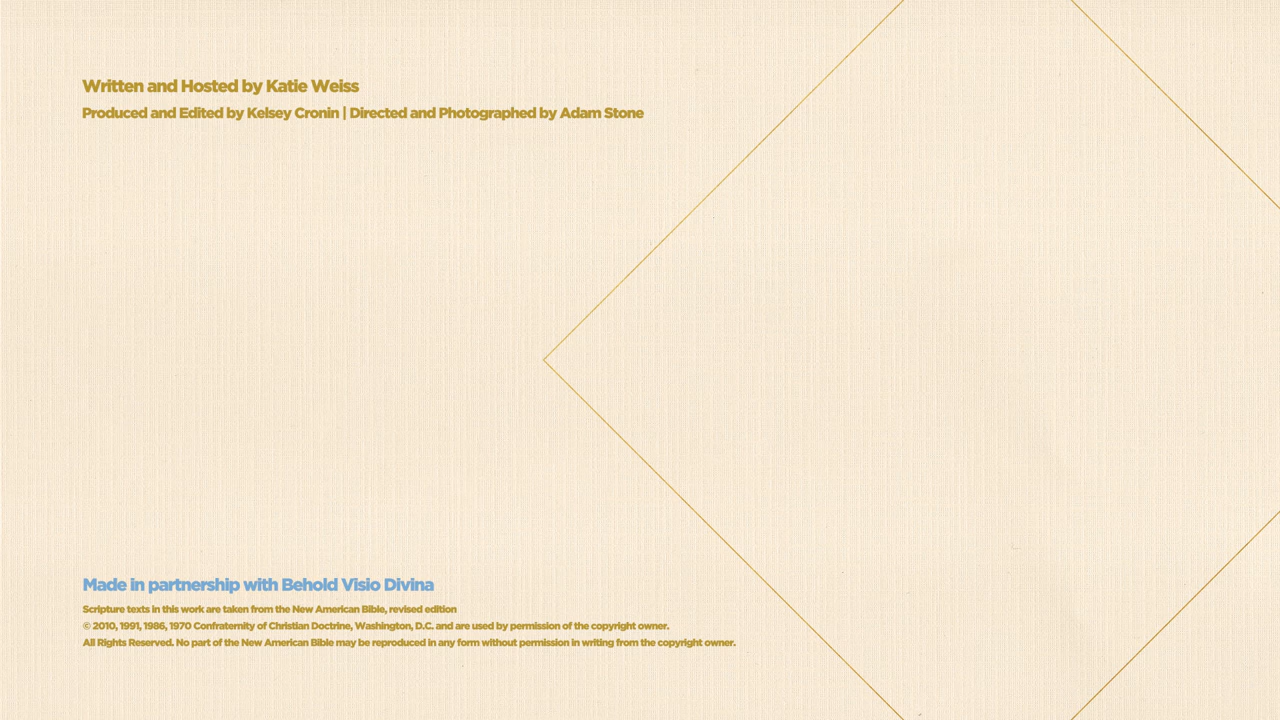 Written and Hosted by Katie Weiss
Produced and Edited by Kelsey Cronin | Directed and Photographed by Adam Stone
Made in partnership with Behold Visio Divina
Scripture texts in this work are taken from the New American Bible, revised edition
© 2010, 1991, 1986, 1970 Confraternity of Christian Doctrine, Washington, D.C. and are used by permission of the copyright owner.
All Rights Reserved. No part of the New American Bible may be reproduced in any form without permission in writing from the copyright owner.